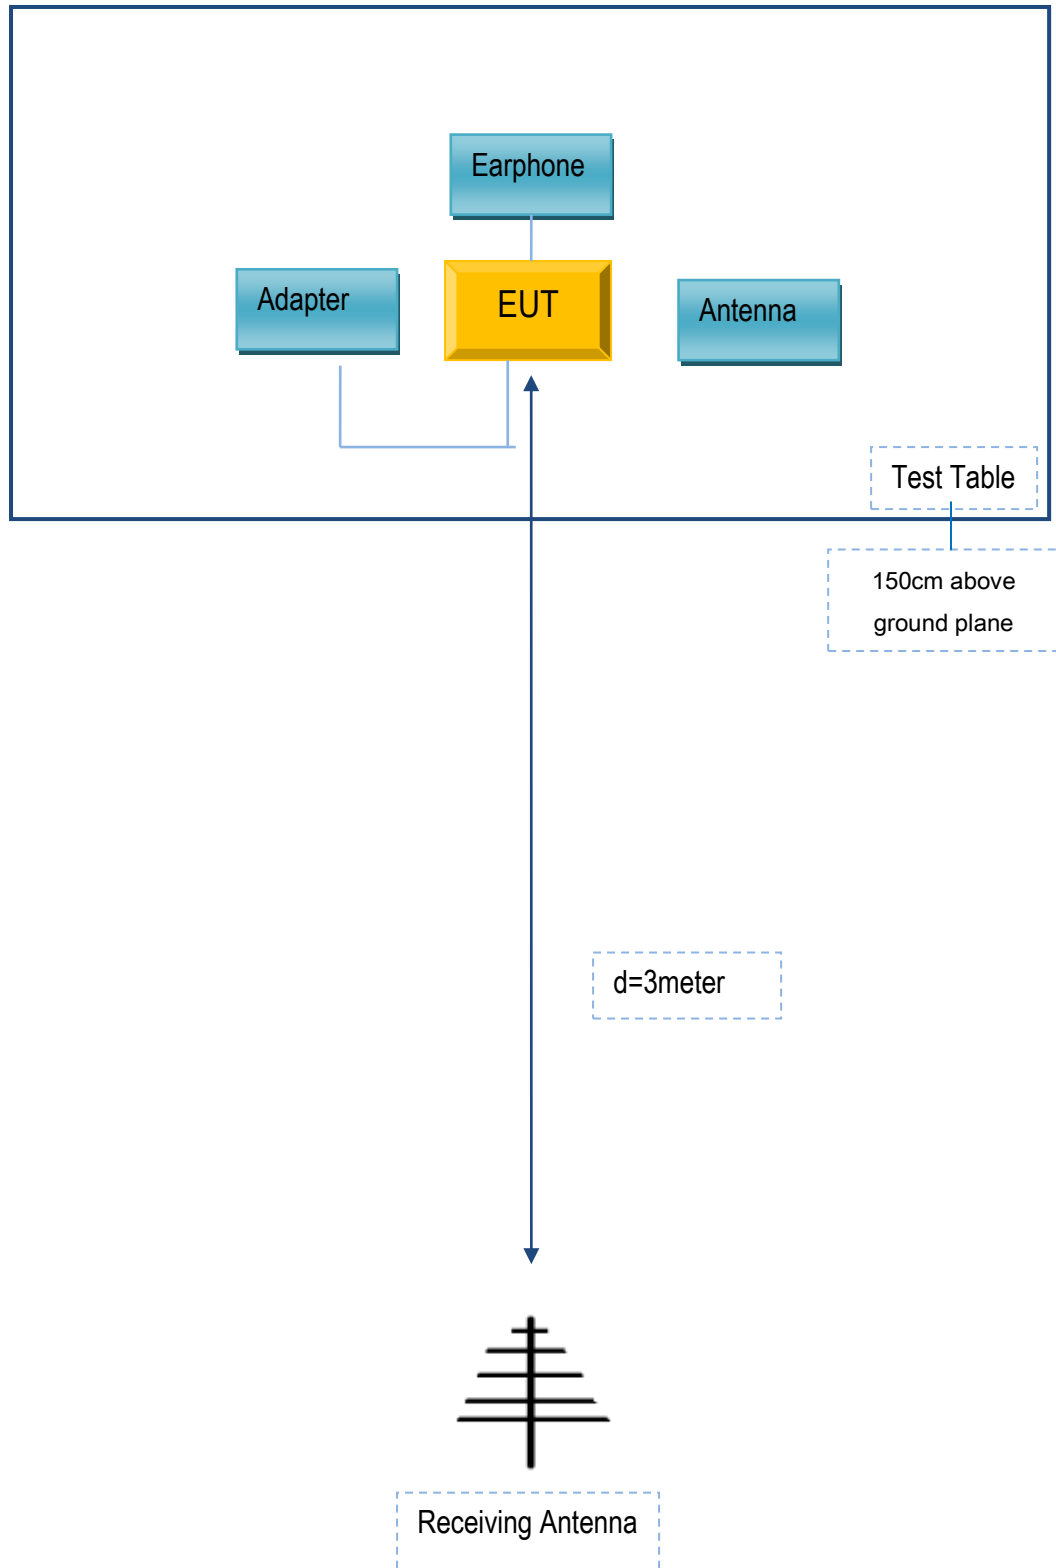 Earphone
Adapter
EUT
Antenna
Test Table
150cm above
ground plane
d=3meter
Receiving Antenna